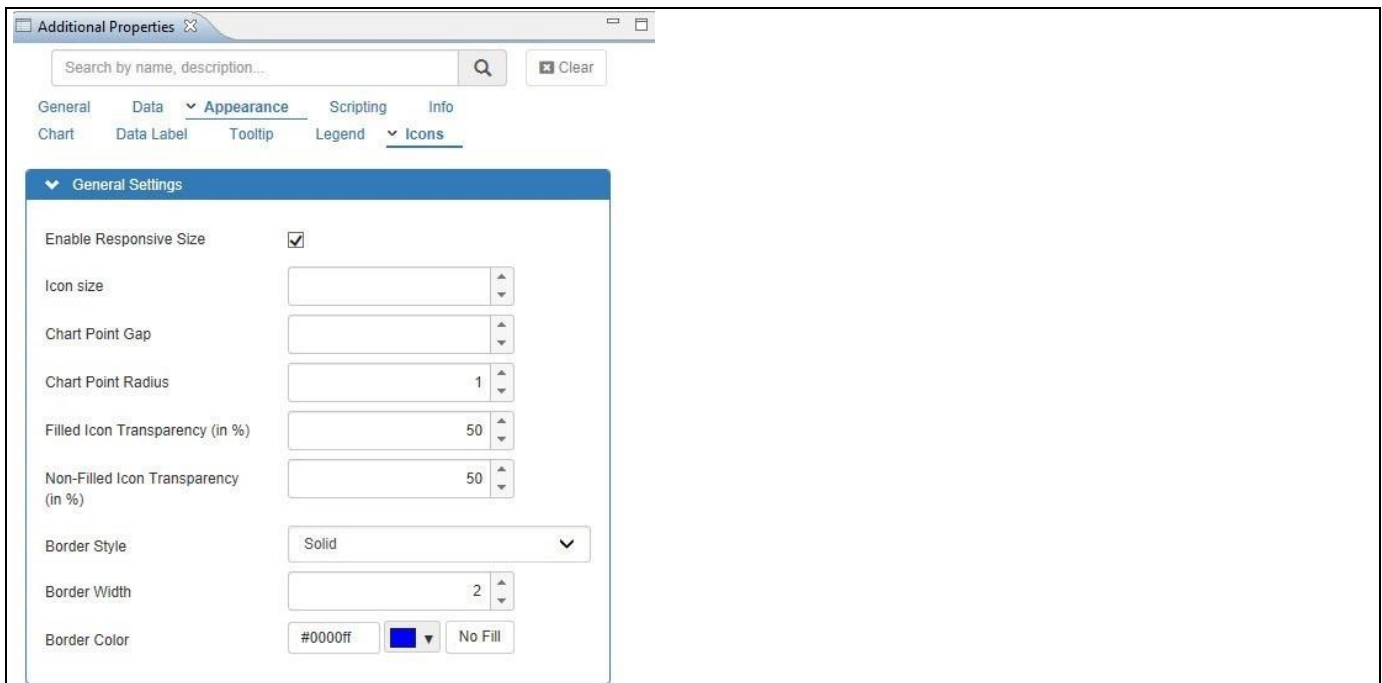 Additional Properties
Search by name, description...
Clear
General Data Appearance Scripting Info
Chart Data Label Tooltip Legend Icons
General Settings
Enable Responsive Size
Icon size
Chart Point Gap
Chart Point Radius 1
Filled Icon Transparency (in %) 50
Non-Filled Icon Transparency 50
(in %)
Border Style Solid
Border Width 2
Border Color #0000ff No Fill